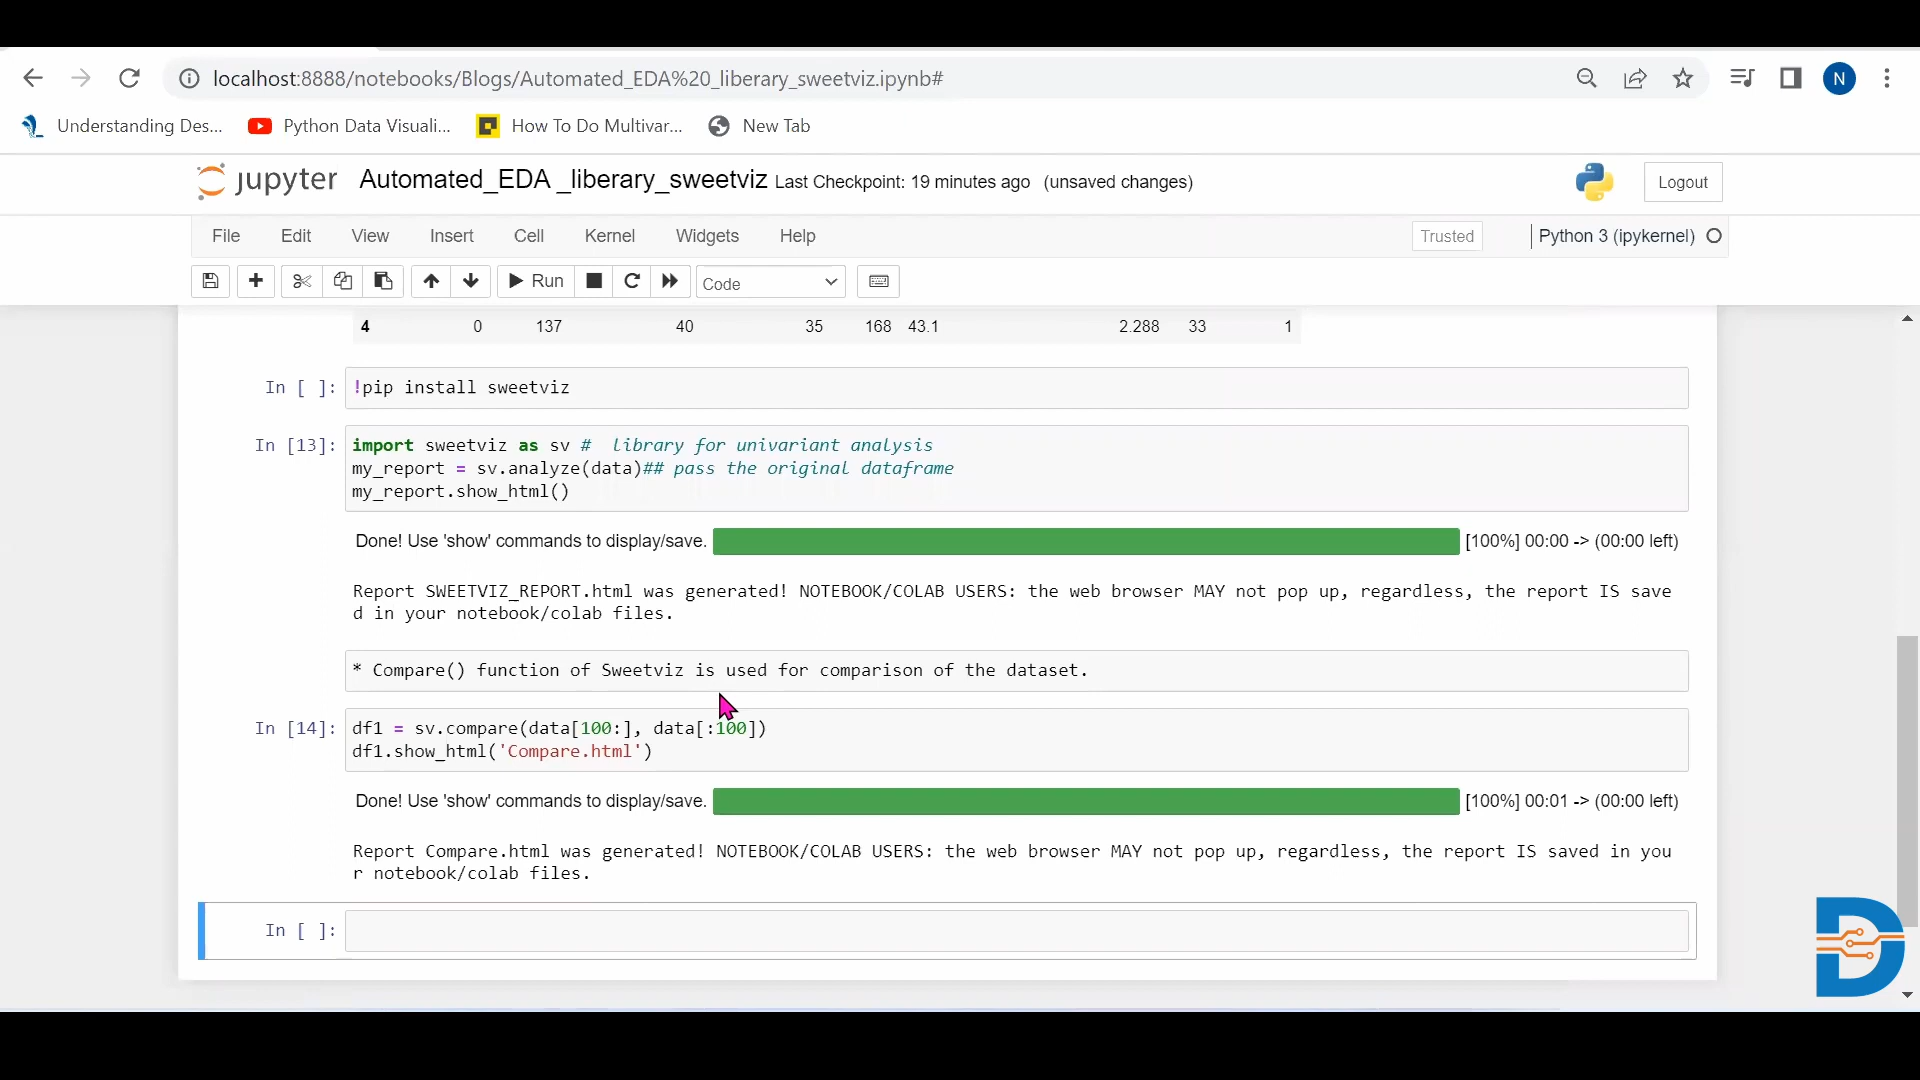 localhost:8888/notebooks/Blogs/Automated_EDA%20_liberary_sweetviz.ipynb#
N
Understanding Des... Python Data Visuali... How To Do Multivar... New Tab
jupyter Automated_EDA _liberary_sweetviz Last Checkpoint: 19 minutes ago (unsaved changes) Logout
File Edit View Insert Cell Kernel Widgets Help Trusted Python 3 (ipykernel)
Run Code
4 0 137 40 35 168 43.1 2.288 33 1
In [ ]: !pip install sweetviz
In [13]: import sweetviz as sv # library for univariant analysis
my_report = sv.analyze(data)## pass the original dataframe
my_report.show_html()
Done! Use 'show' commands to display/save. [100%] 00:00 -> (00:00 left)
Report SWEETVIZ_REPORT.html was generated! NOTEBOOK/COLAB USERS: the web browser MAY not pop up, regardless, the report IS save
d in your notebook/colab files.
* Compare() function of Sweetviz is used for comparison of the dataset.
In [14]: df1 = sv.compare(data[100:], data[:100])
df1.show_html('Compare.html')
Done! Use 'show' commands to display/save. [100%] 00:01 -> (00:00 left)
Report Compare.html was generated! NOTEBOOK/COLAB USERS: the web browser MAY not pop up, regardless, the report IS saved in you
r notebook/colab files.
In [ ]:
D